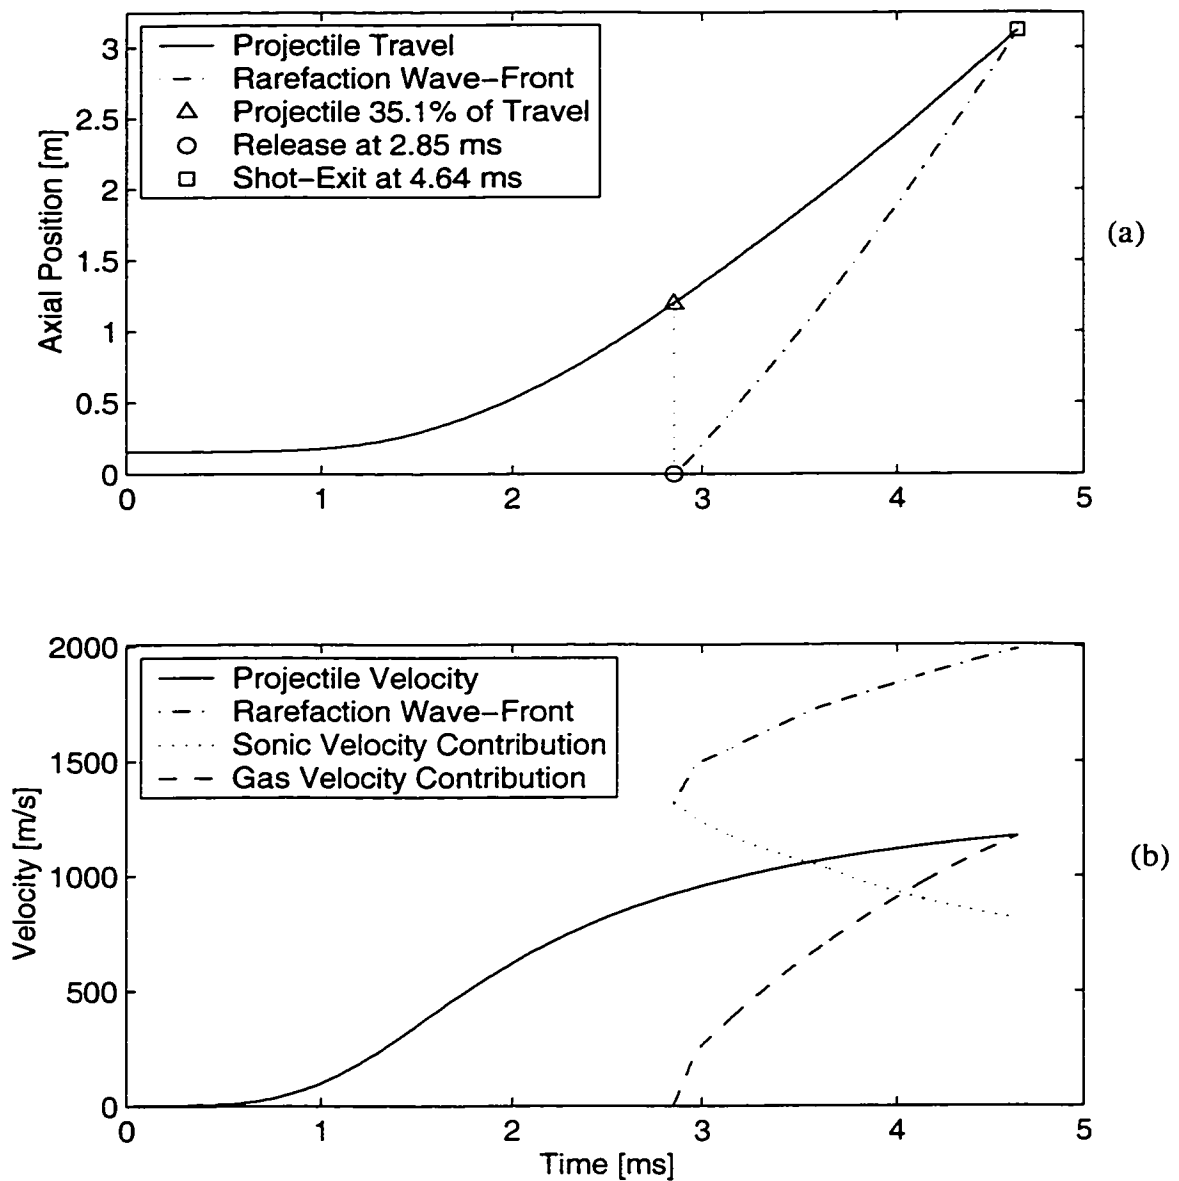 Projectile Travel
Rarefaction Wave-Front
Projectile 35.1% of Travel
Release at 2.85 ms
Shot-Exit at 4.64 ms
Axial Position [m]
3
2.5
2
1.5
1
0.5
0
0 1 2 3 4 5
(a)
Projectile Velocity
Rarefaction Wave-Front
Sonic Velocity Contribution
Gas Velocity Contribution
Velocity [m/s]
2000
1500
1000
500
0
0 1 2 3 4 5
Time [ms]
(b)